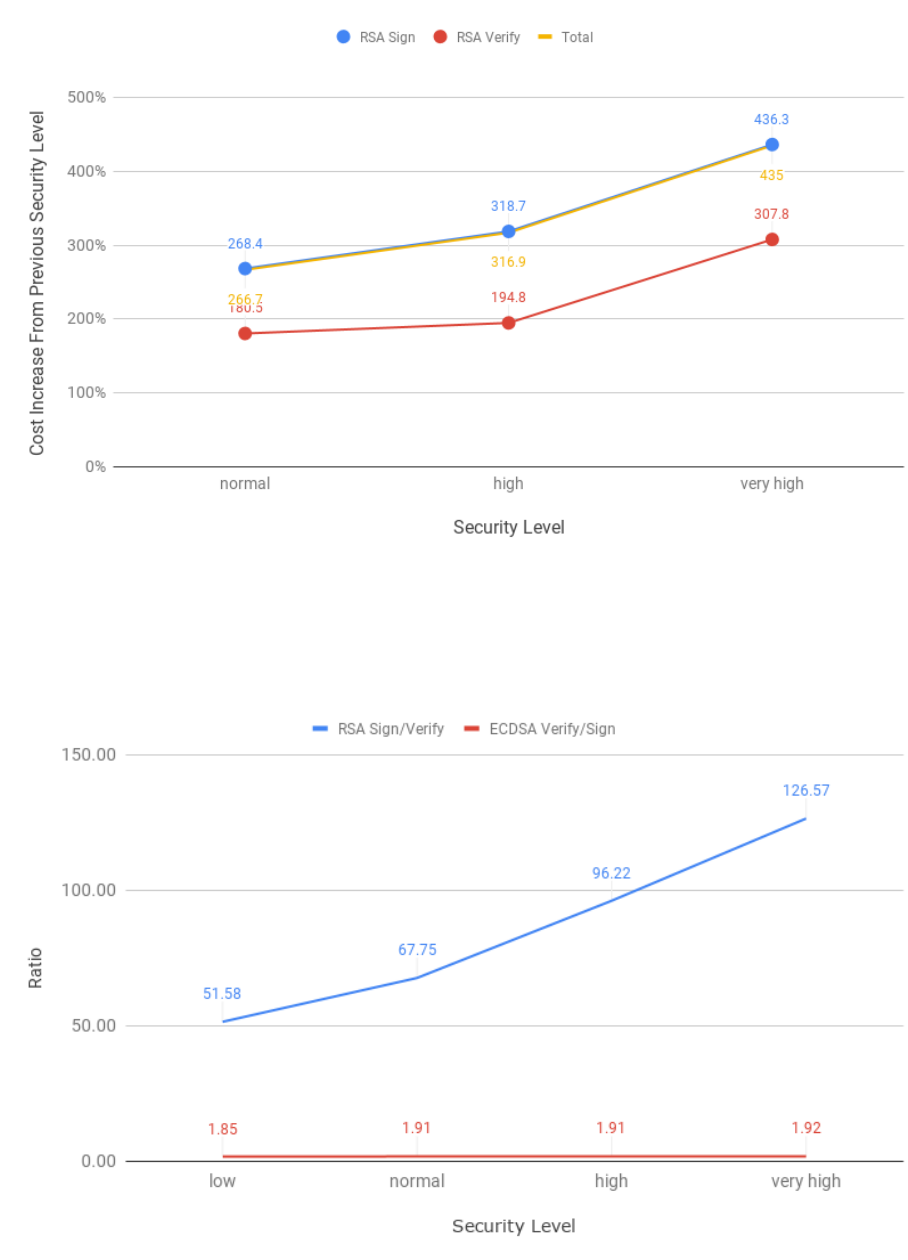 RSA Sign RSA Verify Total
Cost Increase From Previous Security Level
500%
436.3
400%
435
318.7
307.8
300%
268.4
316.9
266.7
194.8
180.5
200%
100%
0%
normal high very high
Security Level
RSA Sign/Verify ECDSA Verify/Sign
Ratio
150.00
126.57
100.00
96.22
67.75
51.58
50.00
1.85 1.91 1.91 1.92
0.00
low normal high very high
Security Level